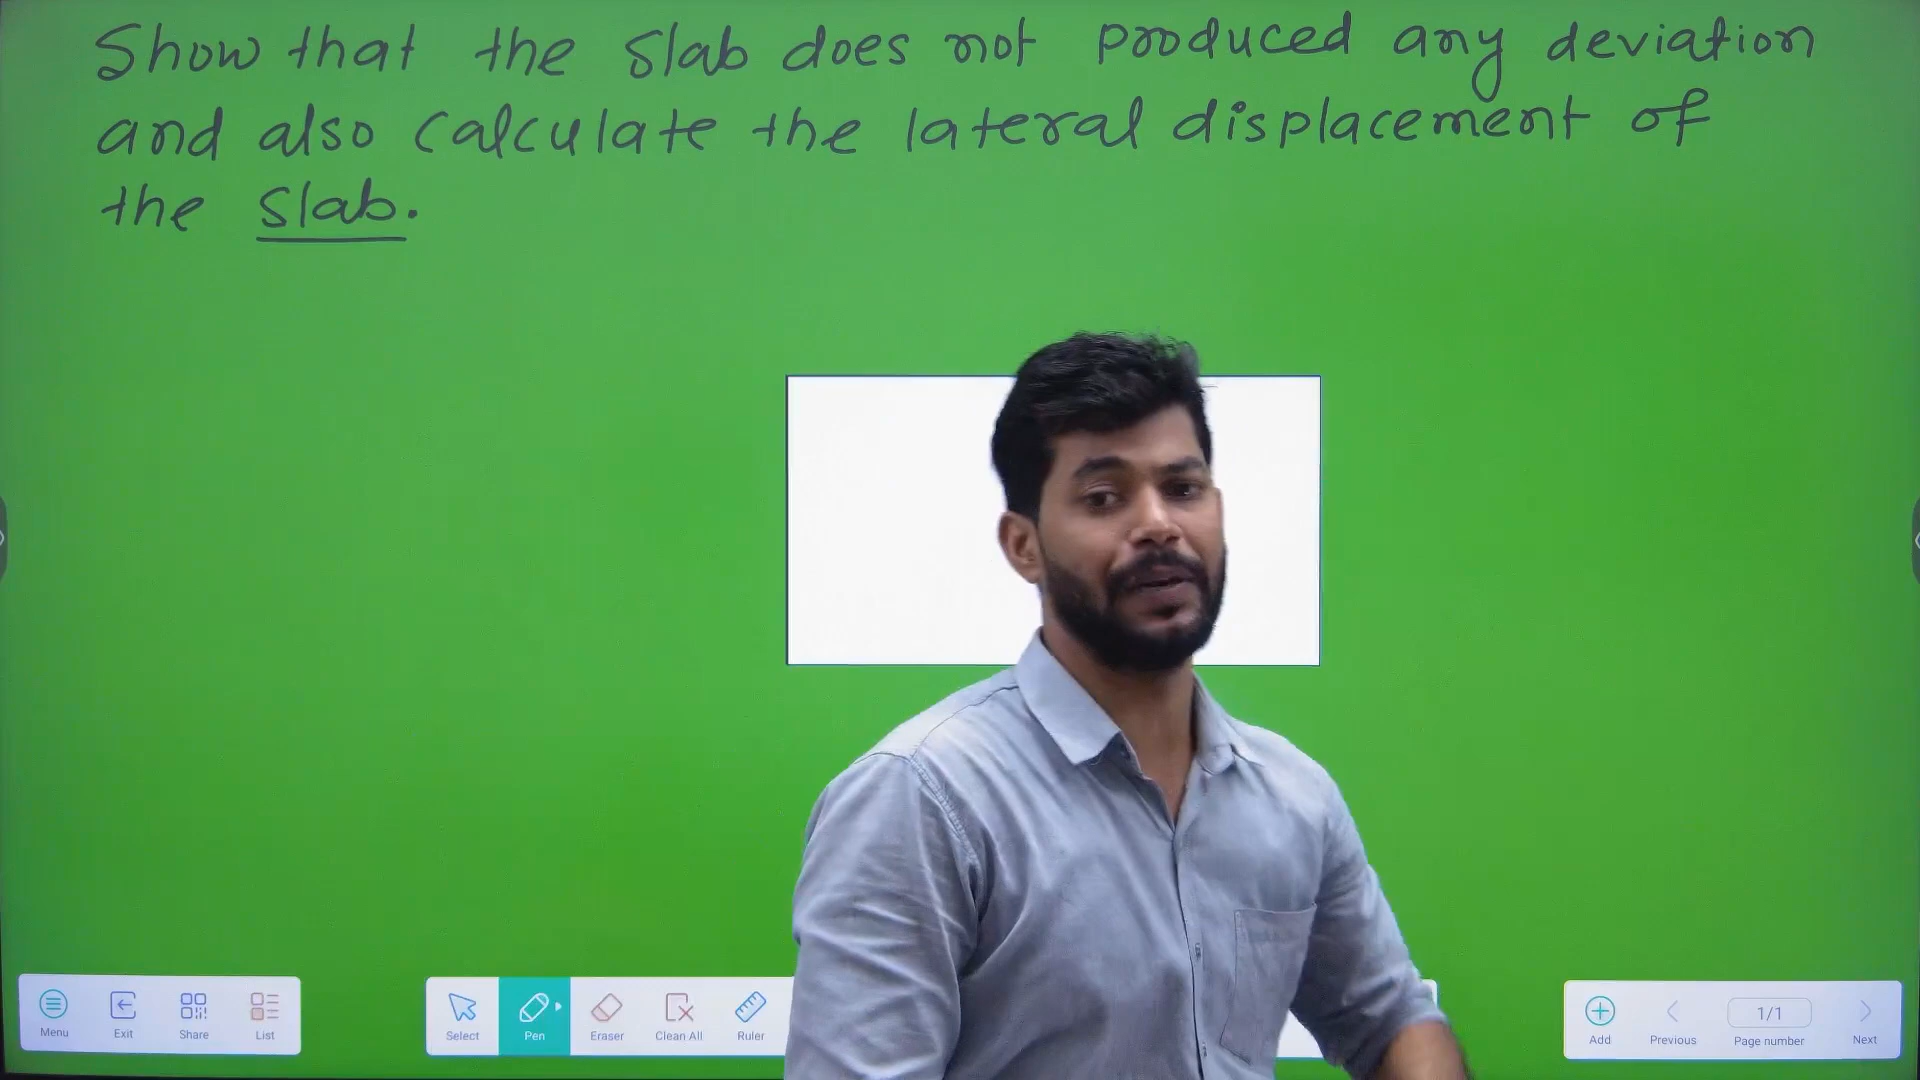 Show that the slab does not produced any deviation
and also calculate the lateral displacement of
the slab.
Menu Exit Share List
Select Pen Eraser Clean All Ruler
Add Previous 1/1 Page number Next